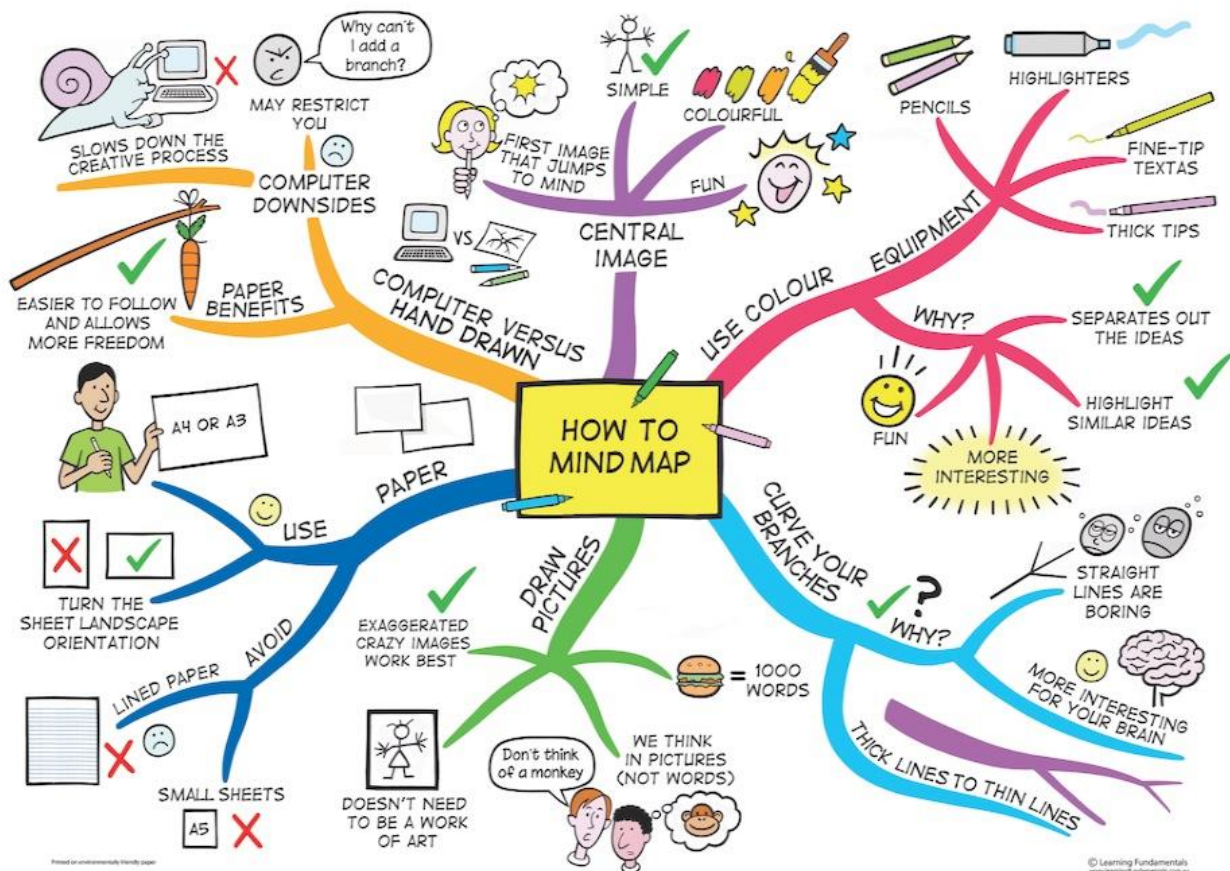 HOW TO
MIND MAP
CENTRAL
IMAGE
FIRST IMAGE
THAT JUMPS
TO MIND
SIMPLE
COLOURFUL
FUN
USE COLOUR
EQUIPMENT
PENCILS
HIGHLIGHTERS
FINE-TIP
TEXTAS
THICK TIPS
WHY?
SEPARATES OUT
THE IDEAS
HIGHLIGHT
SIMILAR IDEAS
MORE
INTERESTING
FUN
CURVE YOUR
BRANCHES
?
WHY?
STRAIGHT
LINES ARE
BORING
MORE INTERESTING
FOR YOUR
BRAIN
THICK LINES TO THIN LINES
DRAW
PICTURES
= 1000
WORDS
WE THINK
IN PICTURES
(NOT WORDS)
Don't think
of a monkey
DOESN'T NEED
TO BE A WORK
OF ART
EXAGGERATED
CRAZY IMAGES
WORK BEST
PAPER
USE
A4 OR A3
TURN THE
SHEET LANDSCAPE
ORIENTATION
AVOID
LINED PAPER
SMALL SHEETS
A5
COMPUTER VERSUS
HAND DRAWN
VS
PAPER
BENEFITS
EASIER TO FOLLOW
AND ALLOWS
MORE FREEDOM
COMPUTER
DOWNSIDES
SLOWS DOWN THE
CREATIVE PROCESS
MAY RESTRICT
YOU
Why can't
I add a
branch?
Printed on environmentally friendly paper
© Learning Fundamentals